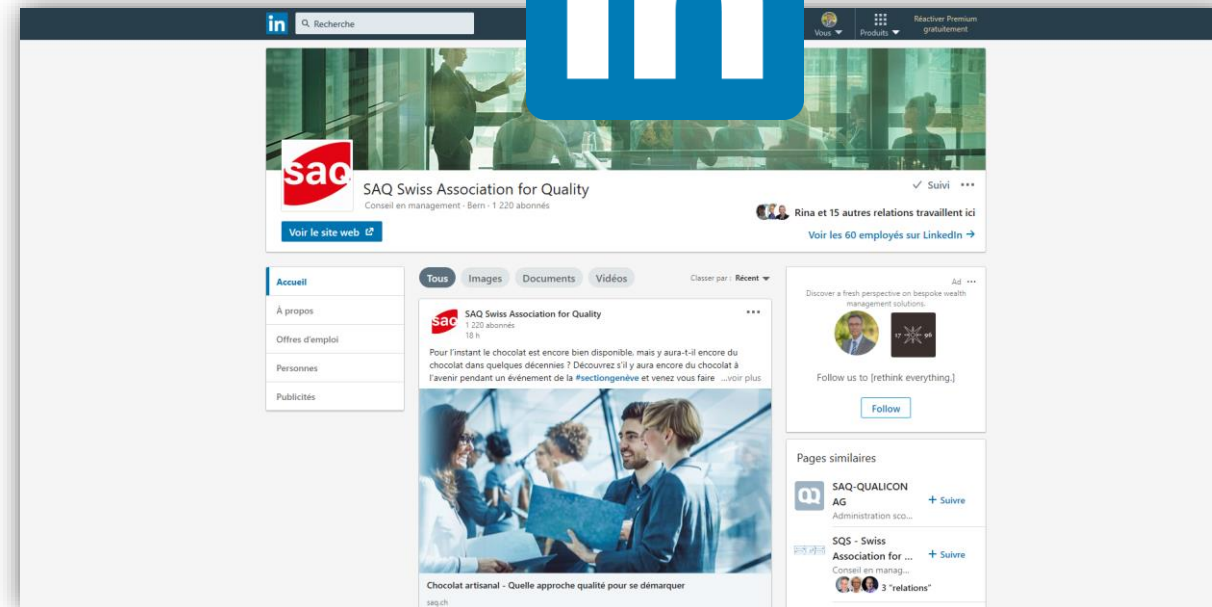 in
Recherche
in
Vous
Produits
Réactiver Premium
gratuitement
saq
SAQ Swiss Association for Quality
Conseil en management · Bern · 1 220 abonnés
Voir le site web
Suivi
Rina et 15 autres relations travaillent ici
Voir les 60 employés sur LinkedIn →
Accueil
À propos
Offres d'emploi
Personnes
Publicités
Tous
Images
Documents
Vidéos
Classer par : Récent
saq
SAQ Swiss Association for Quality
1 220 abonnés
18 h
Pour l'instant le chocolat est encore bien disponible, mais y aura-t-il encore du
chocolat dans quelques décennies ? Découvrez s'il y aura encore du chocolat à
l'avenir pendant un événement de la #sectiongenève et venez vous faire ...voir plus
Chocolat artisanal - Quelle approche qualité pour se démarquer
saq.ch
Ad
Discover a fresh perspective on bespoke wealth
management solutions.
17 96
Follow us to [rethink everything.]
Follow
Pages similaires
SAQ-QUALICON
AG
Administration sco...
+ Suivre
SQS - Swiss
Association for ...
Conseil en manag...
3 "relations"
+ Suivre